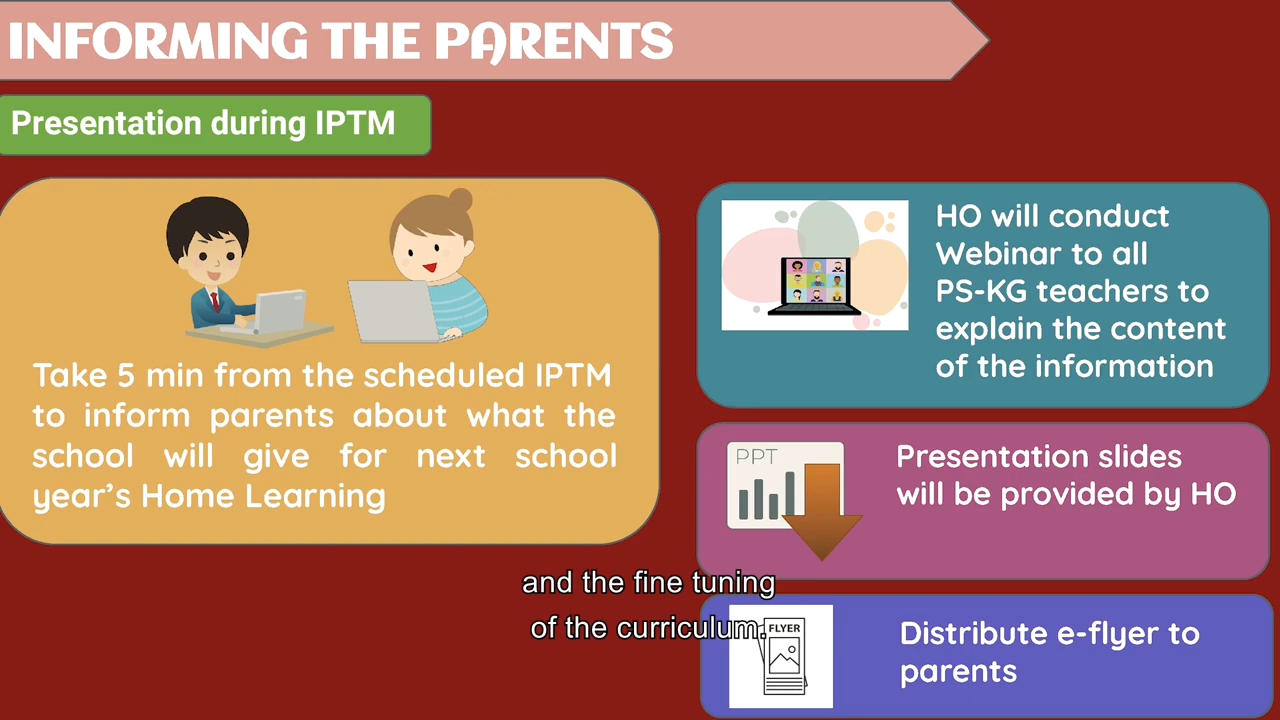 INFORMING THE PARENTS
Presentation during IPTM
Take 5 min from the scheduled IPTM
to inform parents about what the
school will give for next school
year's Home Learning
HO will conduct
Webinar to all
PS-KG teachers to
explain the content
of the information
PPT
Presentation slides
will be provided by HO
FLYER
Distribute e-flyer to
parents
and the fine tuning
of the curriculum.